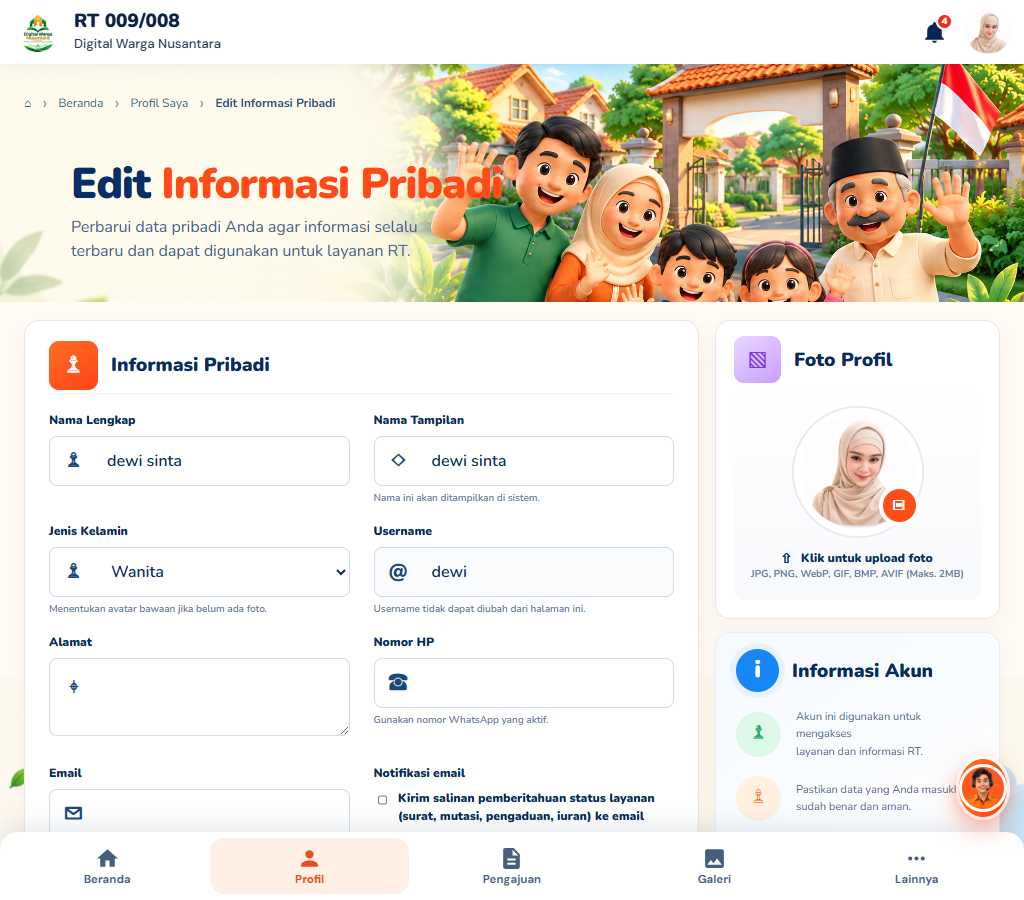 RT 009/008
Digital Warga Nusantara
Digital Warga
Nusantara
4
⌂ › Beranda › Profil Saya › Edit Informasi Pribadi
Edit Informasi Pribadi
Perbarui data pribadi Anda agar informasi selalu
terbaru dan dapat digunakan untuk layanan RT.
Informasi Pribadi
Nama Lengkap
dewi sinta
Nama Tampilan
dewi sinta
Nama ini akan ditampilkan di sistem.
Jenis Kelamin
Wanita
Menentukan avatar bawaan jika belum ada foto.
Username
@ dewi
Username tidak dapat diubah dari halaman ini.
Alamat
Nomor HP
Gunakan nomor WhatsApp yang aktif.
Email
Notifikasi email
Kirim salinan pemberitahuan status layanan
(surat, mutasi, pengaduan, iuran) ke email
Foto Profil
⇧ Klik untuk upload foto
JPG, PNG, WebP, GIF, BMP, AVIF (Maks. 2MB)
i Informasi Akun
Akun ini digunakan untuk
mengakses
layanan dan informasi RT.
Pastikan data yang Anda masuk
sudah benar dan aman.
Beranda
Profil
Pengajuan
Galeri
Lainnya